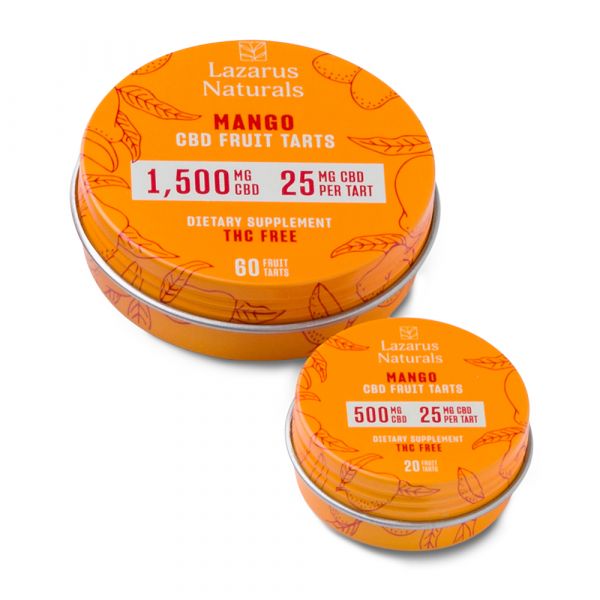 Lazarus
Naturals
MANGO
CBD FRUIT TARTS
1,500 MG CBD 25 MG CBD PER TART
DIETARY SUPPLEMENT
THC FREE
60 FRUIT TARTS
Lazarus
Naturals
MANGO
CBD FRUIT TARTS
500 MG CBD 25 MG CBD PER TART
DIETARY SUPPLEMENT
THC FREE
20 FRUIT TARTS